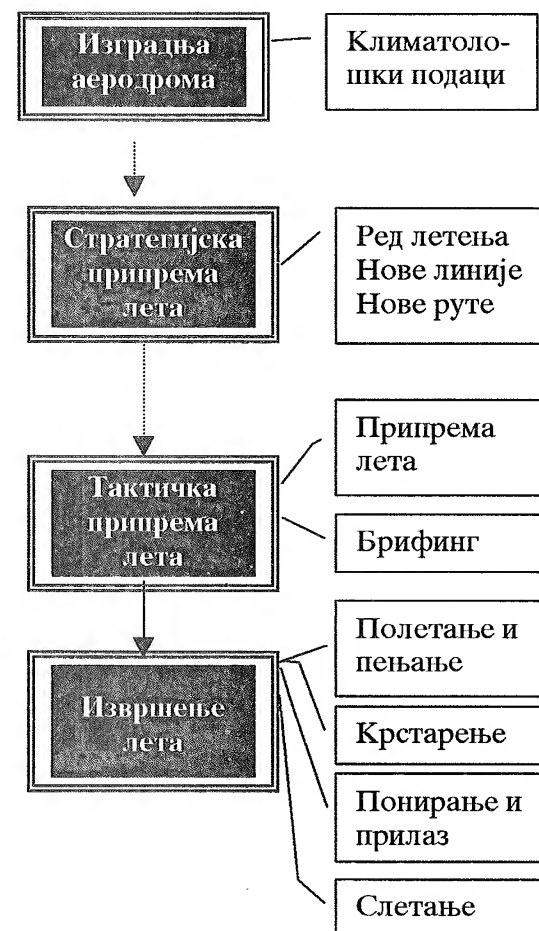 Изградња
аеродрома
Климатоло-
шки подаци
Стратегијска
припрема
лета
Ред летења
Нове линије
Нове руте
Тактичка
припрема
лета
Припрема
лета
Брифинг
Извршење
лета
Полетање и
пењање
Крстарење
Понирање и
прилаз
Слетање